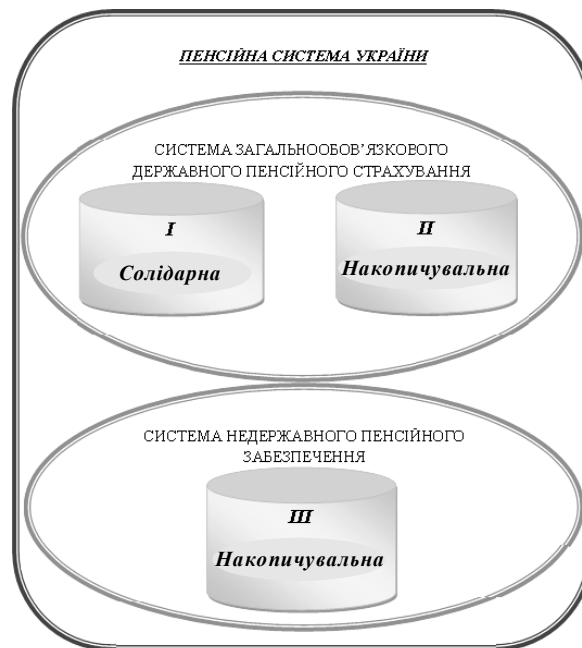 ПЕНСІЙНА СИСТЕМА УКРАЇНИ
СИСТЕМА ЗАГАЛЬНООБОВ’ЯЗКОВОГО
ДЕРЖАВНОГО ПЕНСІЙНОГО СТРАХУВАННЯ
I
Солідарна
II
Накопичувальна
СИСТЕМА НЕДЕРЖАВНОГО ПЕНСІЙНОГО
ЗАБЕЗПЕЧЕННЯ
III
Накопичувальна